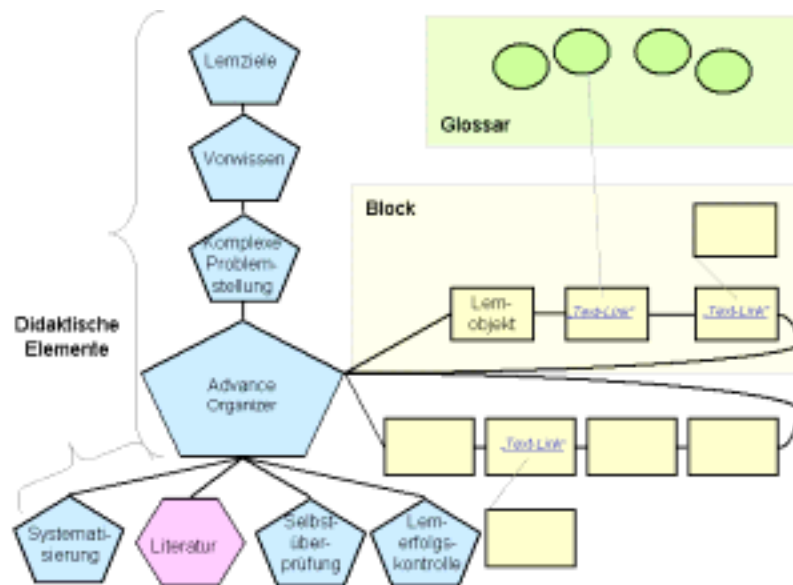 Lernziele
Glossar
Vorwissen
Block
Komplexe
Problem-
stellung
Lern-
objekt
„Text-Link“
„Text-Link“
Didaktische
Elemente
Advance
Organizer
„Text-Link“
Systemati-
sierung
Literatur
Selbst-
über-
prüfung
Lern-
erfolgs-
kontrolle